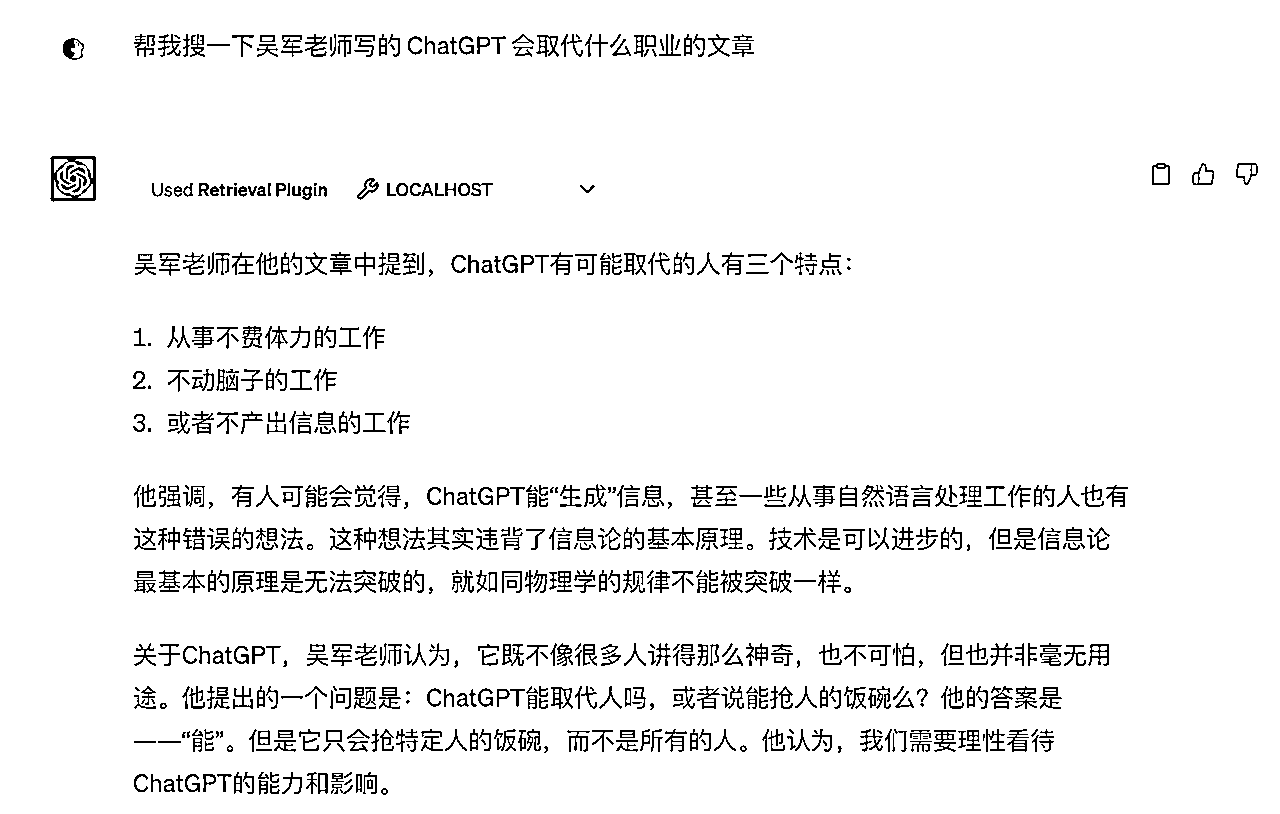 帮我搜一下吴军老师写的 ChatGPT 会取代什么职业的文章
Used Retrieval Plugin LOCALHOST
吴军老师在他的文章中提到，ChatGPT有可能取代的人有三个特点：
1. 从事不费体力的工作
2. 不动脑子的工作
3. 或者不产出信息的工作
他强调，有人可能会觉得，ChatGPT能“生成”信息，甚至一些从事自然语言处理工作的人也有
这种错误的想法。这种想法其实违背了信息论的基本原理。技术是可以进步的，但是信息论
最基本的原理是无法突破的，就如同物理学的规律不能被突破一样。
关于ChatGPT，吴军老师认为，它既不像很多人讲得那么神奇，也不可怕，但也并非毫无用
途。他提出的一个问题是：ChatGPT能取代人吗，或者说能抢人的饭碗么？他的答案是
——“能”。但是它只会抢特定人的饭碗，而不是所有的人。他认为，我们需要理性看待
ChatGPT的能力和影响。